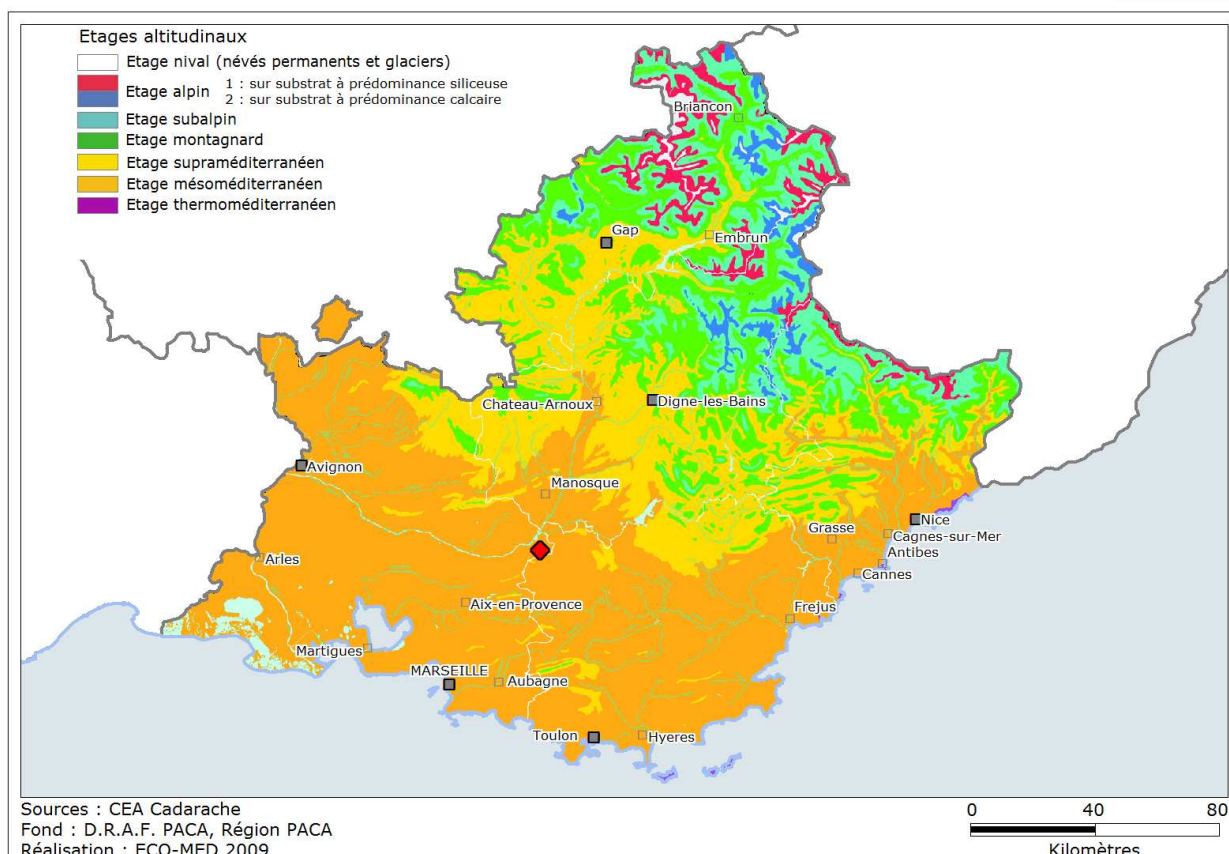 Etages altitudinaux
Etage nival (névés permanents et glaciers)
Etage alpin
1 : sur substrat à prédominance siliceuse
2 : sur substrat à prédominance calcaire
Etage subalpin
Etage montagnard
Etage supraméditerranéen
Etage mésoméditerranéen
Etage thermoméditerranéen
Briancon
Gap
Embrun
Chateau-Arnoux
Digne-les-Bains
Avignon
Manosque
Nice
Grasse
Cagnes-sur-Mer
Antibes
Arles
Cannes
Aix-en-Provence
Frejus
Martigues
MARSEILLE
Aubagne
Toulon
Hyeres
Sources : CEA Cadarache
Fond : D.R.A.F. PACA, Région PACA
Réalisation : ECO-MED 2009
0 40 80
Kilomètres